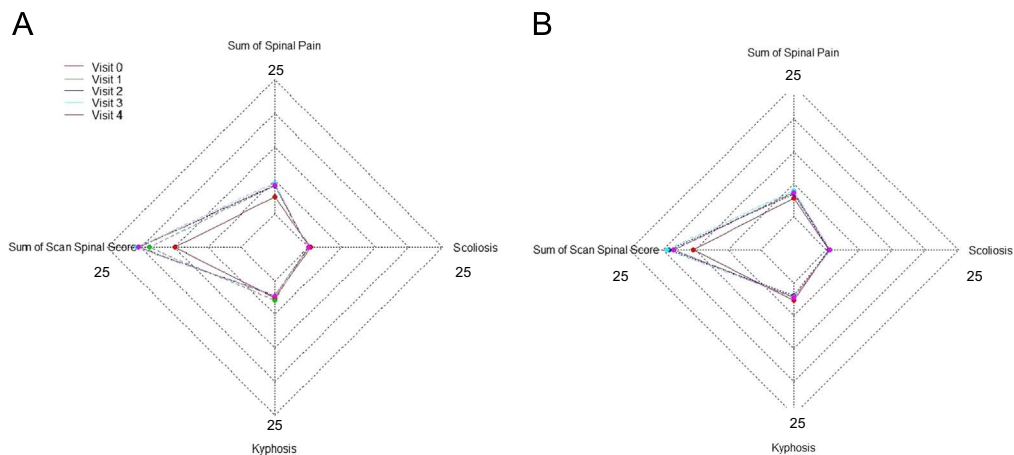 A
Sum of Spinal Pain
25
Visit 0
Visit 1
Visit 2
Visit 3
Visit 4
Sum of Scan Spinal Score
25
Scoliosis
25
25
Kyphosis
B
Sum of Spinal Pain
25
Sum of Scan Spinal Score
25
Scoliosis
25
25
Kyphosis